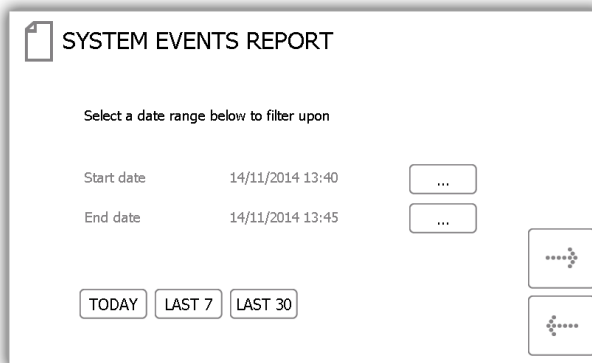 SYSTEM EVENTS REPORT
Select a date range below to filter upon
Start date 14/11/2014 13:40 ...
End date 14/11/2014 13:45 ...
TODAY LAST 7 LAST 30